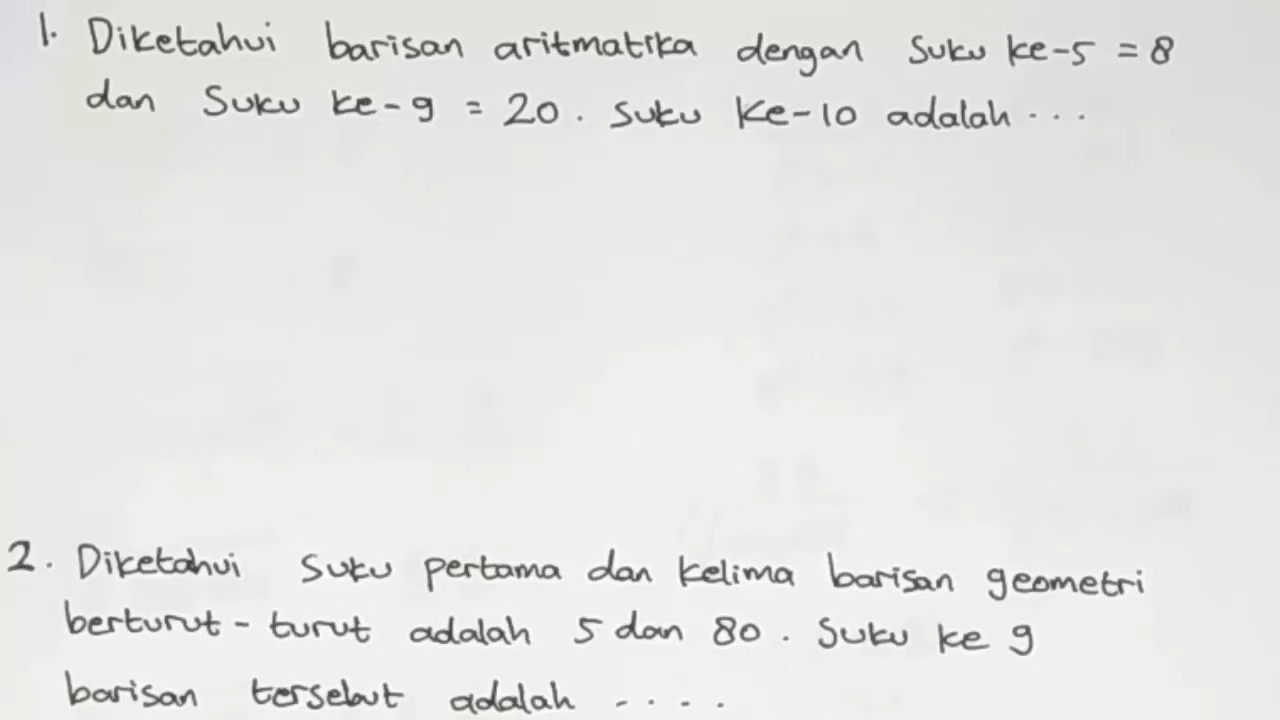 1. Diketahui barisan aritmatika dengan suku ke-5 = 8
dan suku ke-9 = 20. suku ke-10 adalah ...
2. Diketahui suku pertama dan kelima barisan geometri
berturut-turut adalah 5 dan 80. suku ke 9
barisan tersebut adalah ....